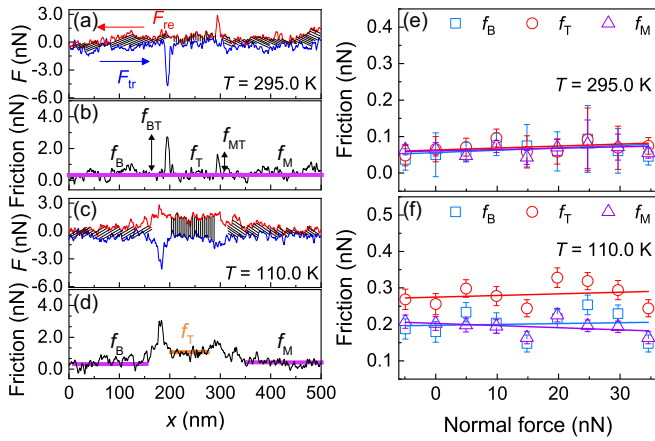 (a)
F_re
F_tr
T = 295.0 K
F (nN)
3.0
0.0
-3.0
-6.0
(b)
f_B
f_BT
f_T
f_MT
f_M
Friction (nN)
4.0
2.0
0.0
(c)
T = 110.0 K
F (nN)
3.0
0.0
-3.0
-6.0
(d)
f_B
f_T
f_M
Friction (nN)
4.0
2.0
0.0
0 100 200 300 400 500
x (nm)
(e)
f_B f_T f_M
T = 295.0 K
Friction (nN)
0.4
0.3
0.2
0.1
0.0
(f)
f_B f_T f_M
T = 110.0 K
Friction (nN)
0.5
0.4
0.3
0.2
0.1
0 10 20 30
Normal force (nN)